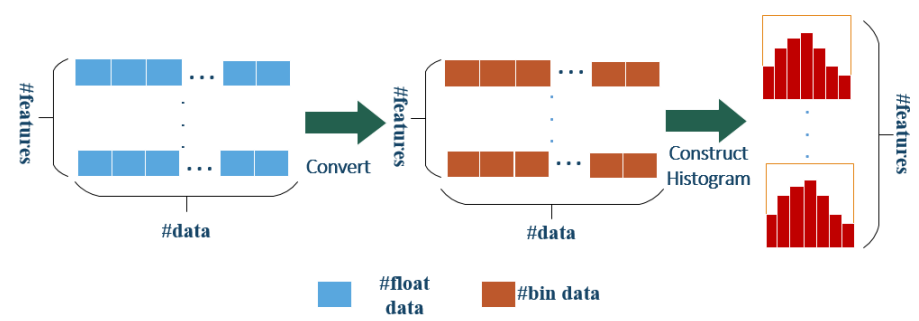 #features
#data
Convert
#features
#data
Construct
Histogram
#features
#float
data
#bin data